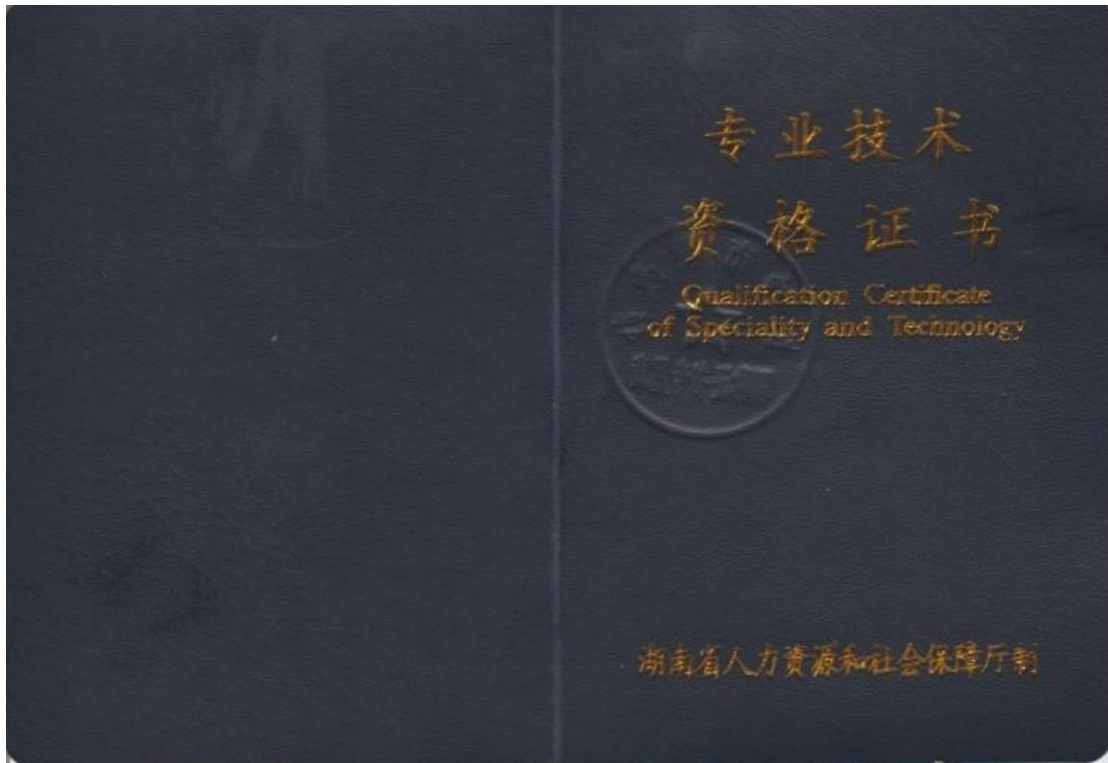 专业技术
资格证书
Qualification Certificate
of Speciality and Technology
湖南省人力资源和社会保障厅制